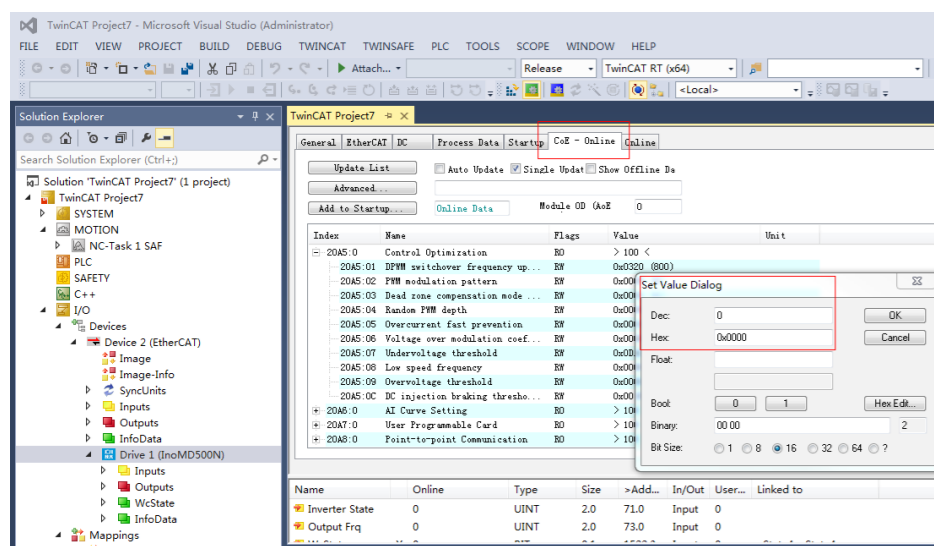 TwinCAT Project7 - Microsoft Visual Studio (Administrator)
FILE EDIT VIEW PROJECT BUILD DEBUG TWINCAT TWINSAFE PLC TOOLS SCOPE WINDOW HELP
Attach... Release TwinCAT RT (x64)
<Local>
Solution Explorer
TwinCAT Project7
Search Solution Explorer (Ctrl+;)
Solution 'TwinCAT Project7' (1 project)
TwinCAT Project7
SYSTEM
MOTION
NC-Task 1 SAF
PLC
SAFETY
C++
I/O
Devices
Device 2 (EtherCAT)
Image
Image-Info
SyncUnits
Inputs
Outputs
InfoData
Drive 1 (InoMD500N)
Inputs
Outputs
WcState
InfoData
Mappings
General EtherCAT DC Process Data Startup CoE - Online Online
Update List Auto Update Single Updat Show Offline Da
Advanced...
Add to Startup... Online Data Module OD (AoE 0
Index Name Flags Value Unit
20A5:0 Control Optimization RO > 100 <
20A5:01 DPWM switchover frequency up... RW 0x0320 (800)
20A5:02 PWM modulation pattern RW 0x00
20A5:03 Dead zone compensation mode ... RW 0x00
20A5:04 Random PWM depth RW 0x00
20A5:05 Overcurrent fast prevention RW 0x00
20A5:06 Voltage over modulation coef... RW 0x00
20A5:07 Undervoltage threshold RW 0x0D
20A5:08 Low speed frequency RW 0x00
20A5:09 Overvoltage threshold RW 0x00
20A5:0C DC injection braking thresho... RW 0x00
20A6:0 AI Curve Setting RO > 10
20A7:0 User Programmable Card RO > 10
20A8:0 Point-to-point Communication RO > 10
Set Value Dialog
Dec: 0 OK
Hex: 0x0000 Cancel
Float:
Bool: 0 1 Hex Edit...
Binary: 00 00 2
Bit Size: 1 8 16 32 64 ?
Name Online Type Size >Add... In/Out User... Linked to
Inverter State 0 UINT 2.0 71.0 Input 0
Output Frq 0 UINT 2.0 73.0 Input 0